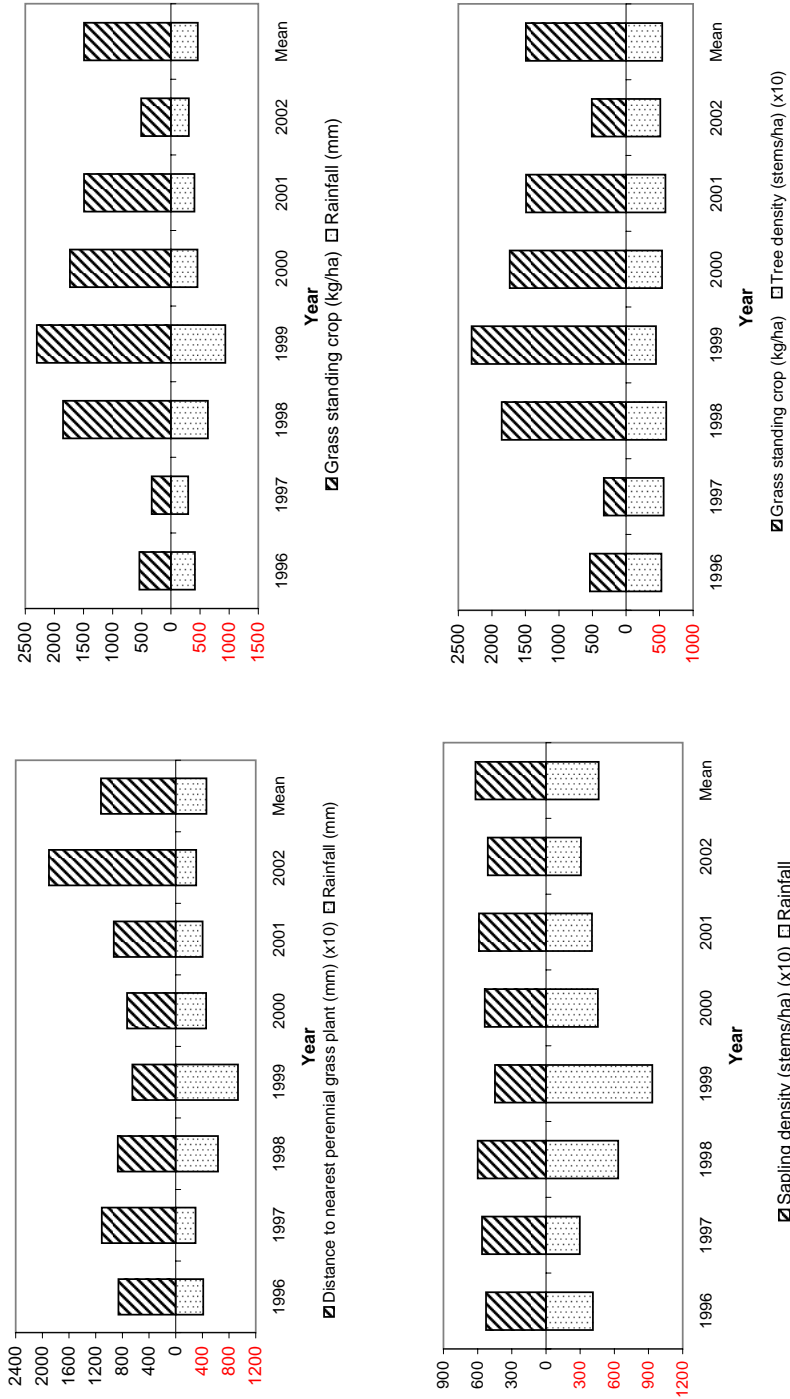 2400
2000
1600
1200
800
400
0
400
800
1200
1996 1997 1998 1999 2000 2001 2002 Mean
Year
Distance to nearest perennial grass plant (mm) (x10) Rainfall (mm)
2500
2000
1500
1000
500
0
500
1000
1500
1996 1997 1998 1999 2000 2001 2002 Mean
Year
Grass standing crop (kg/ha) Rainfall (mm)
900
600
300
0
300
600
900
1200
1996 1997 1998 1999 2000 2001 2002 Mean
Year
Sapling density (stems/ha) (x10) Rainfall
2500
2000
1500
1000
500
0
500
1000
1996 1997 1998 1999 2000 2001 2002 Mean
Year
Grass standing crop (kg/ha) Tree density (stems/ha) (x10)